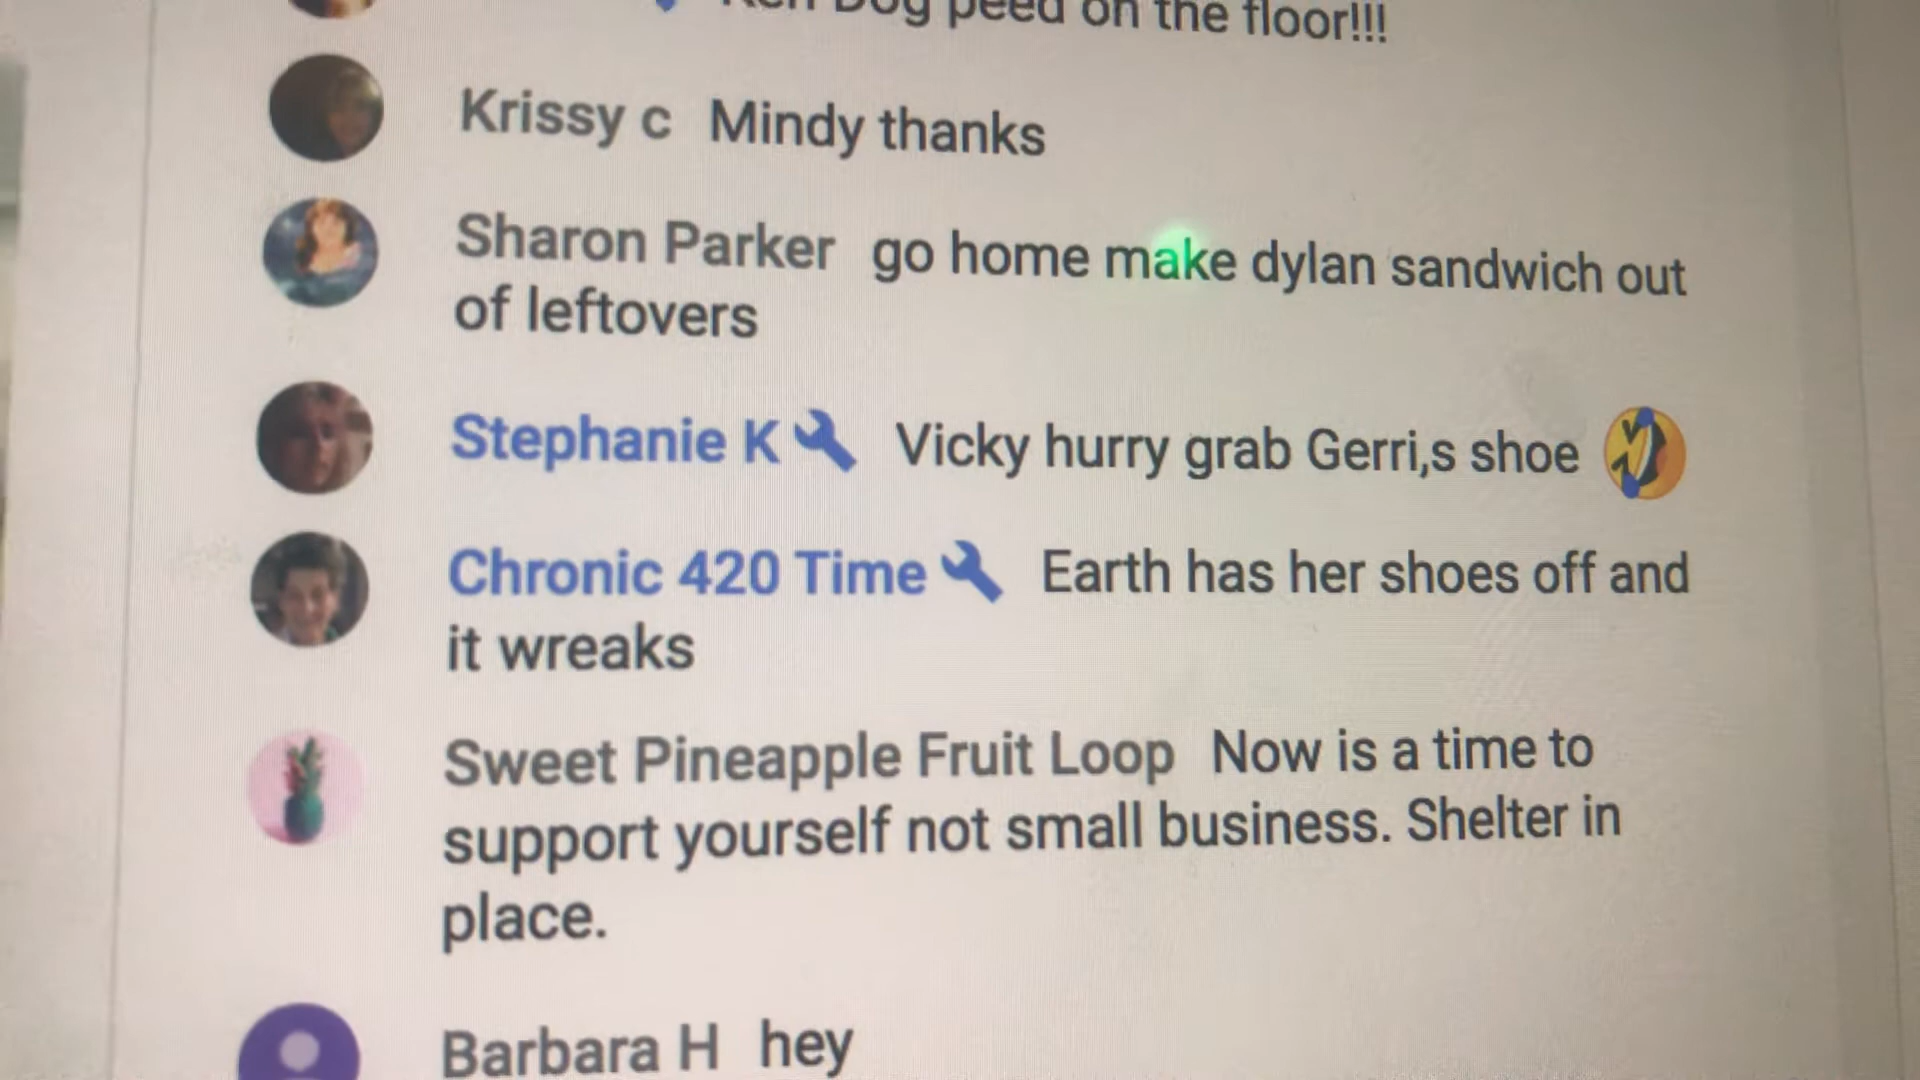 Dog peed on the floor!!!
Krissy c Mindy thanks
Sharon Parker go home make dylan sandwich out
of leftovers
Stephanie K Vicky hurry grab Gerri,s shoe 🤣
Chronic 420 Time Earth has her shoes off and
it wreaks
Sweet Pineapple Fruit Loop Now is a time to
support yourself not small business. Shelter in
place.
Barbara H hey